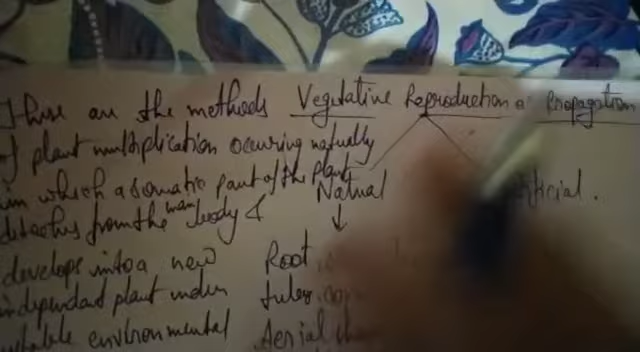 These are the methods
of plant multiplication occuring naturally
in which a somatic part of the plant
detaches from the main body &
develops into a new
independent plant under
suitable environmental
Vegetative Reproduction or Propagation
Natural
Root
tuber
Aerial